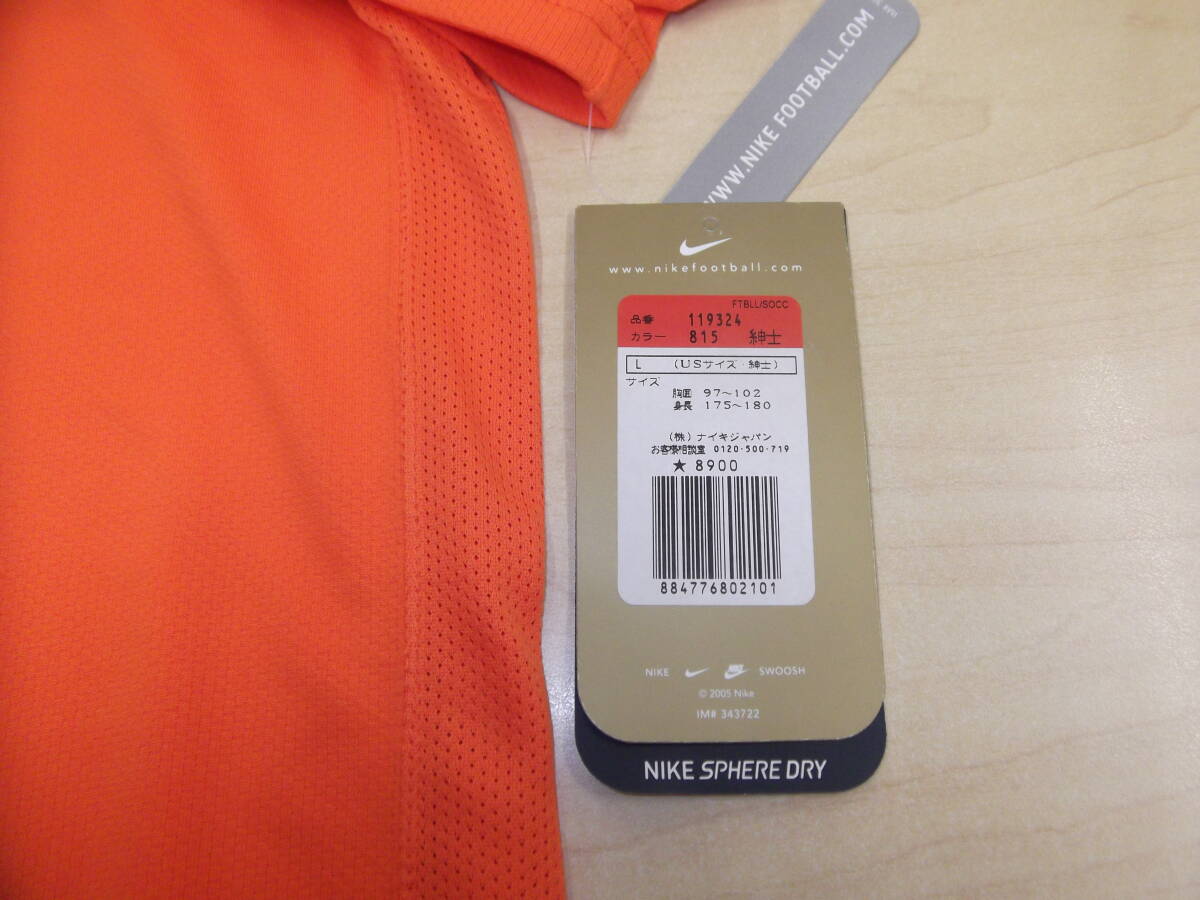 WWW.NIKE FOOTBALL.COM
www.nikefootball.com
FTBLL/SOCC
品番 119324
カラー 815 紳士
L (USサイズ・紳士)
サイズ
胸囲 97～102
身長 175～180
(株)ナイキジャパン
お客様相談室 0120-500-719
★ 8900
884776802101
NIKE SWOOSH
© 2005 Nike
IM# 343722
NIKE SPHERE DRY